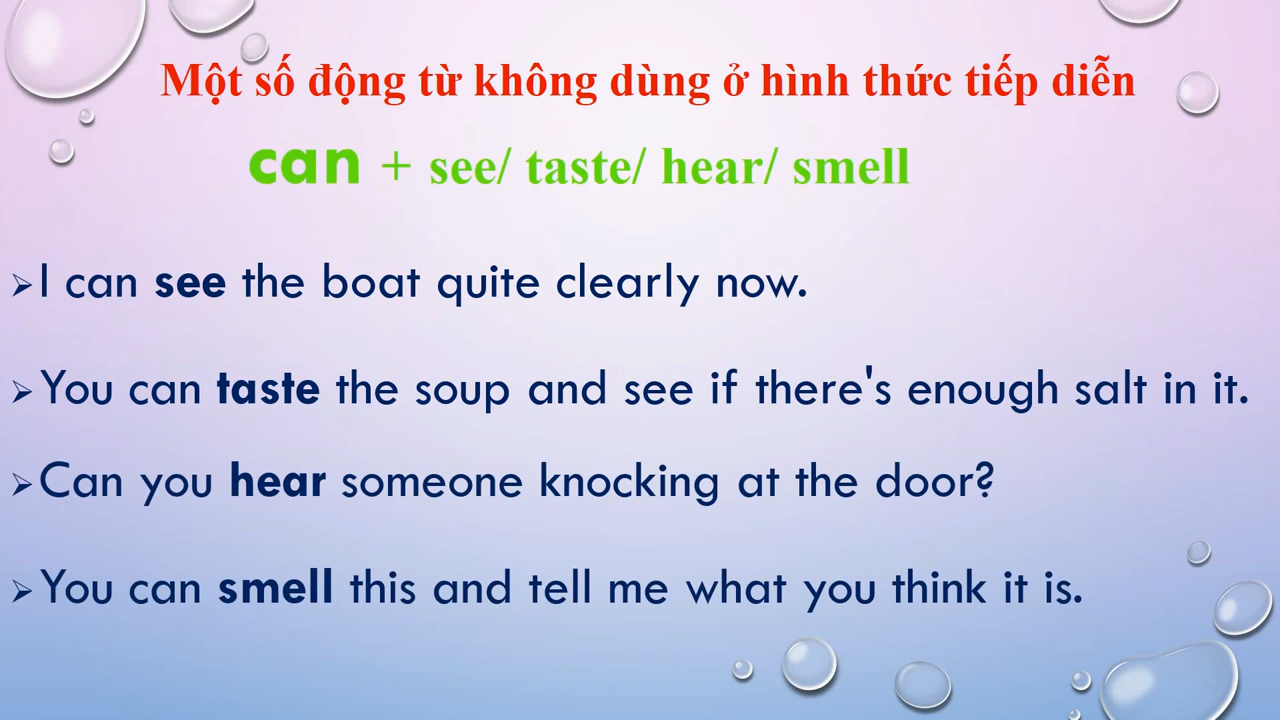 Một số động từ không dùng ở hình thức tiếp diễn
can + see/ taste/ hear/ smell
➢I can see the boat quite clearly now.
➢You can taste the soup and see if there's enough salt in it.
➢Can you hear someone knocking at the door?
➢You can smell this and tell me what you think it is.